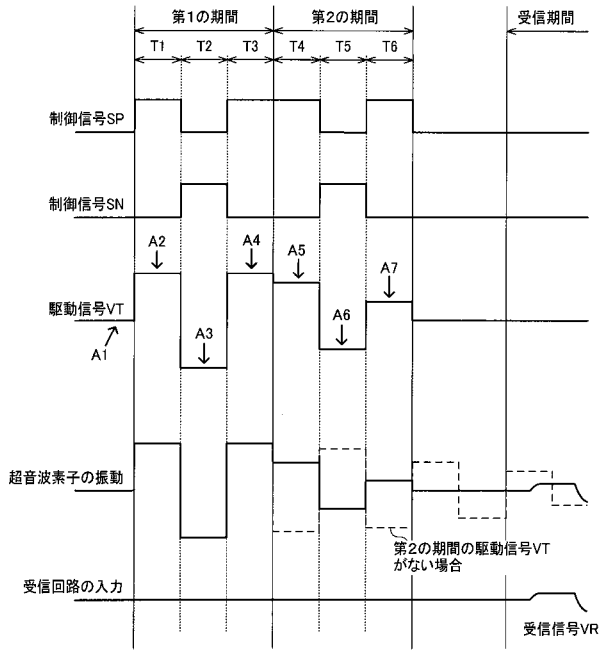 第1の期間
第2の期間
受信期間
T1
T2
T3
T4
T5
T6
制御信号SP
制御信号SN
A2
A4
A5
A7
駆動信号VT
A1
A3
A6
超音波素子の振動
第2の期間の駆動信号VT
がない場合
受信回路の入力
受信信号VR